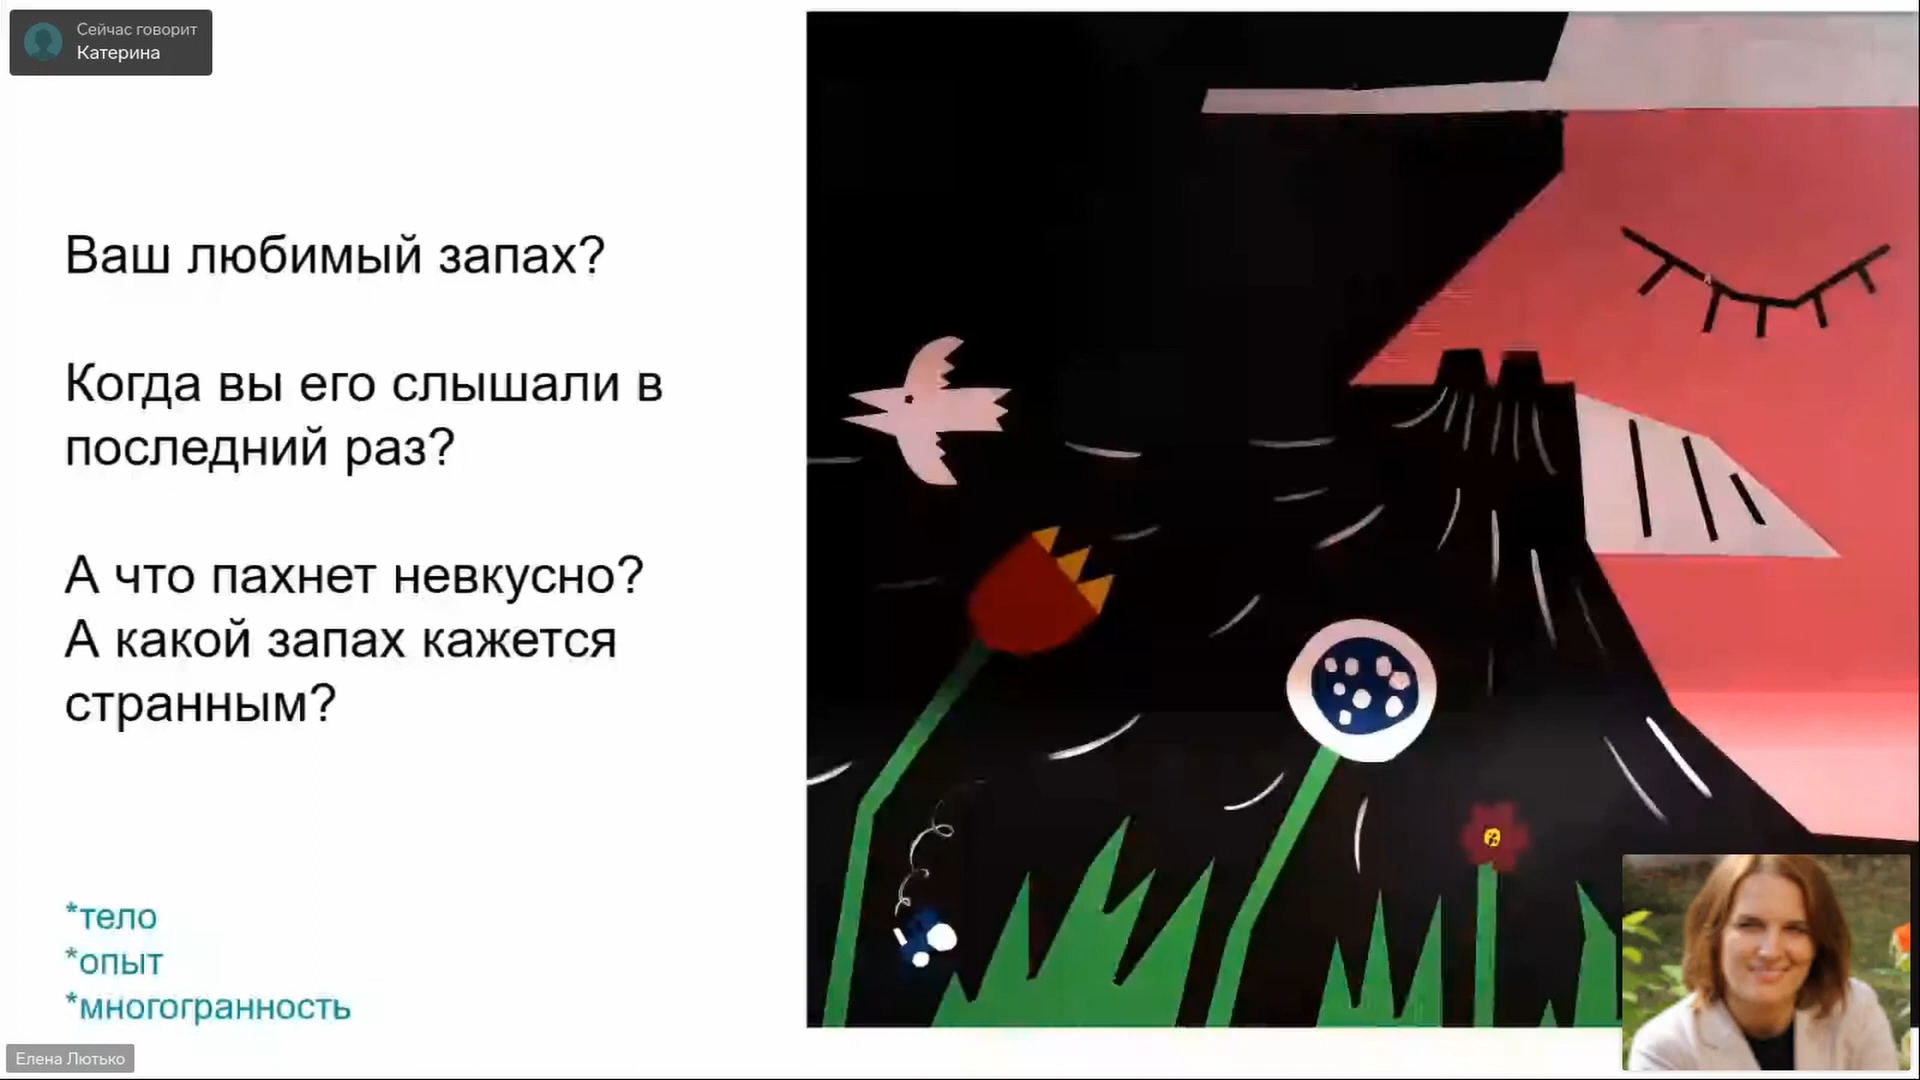 Сейчас говорит
Катерина
Ваш любимый запах?
Когда вы его слышали в
последний раз?
А что пахнет невкусно?
А какой запах кажется
странным?
*тело
*опыт
*многогранность
Елена Лютько